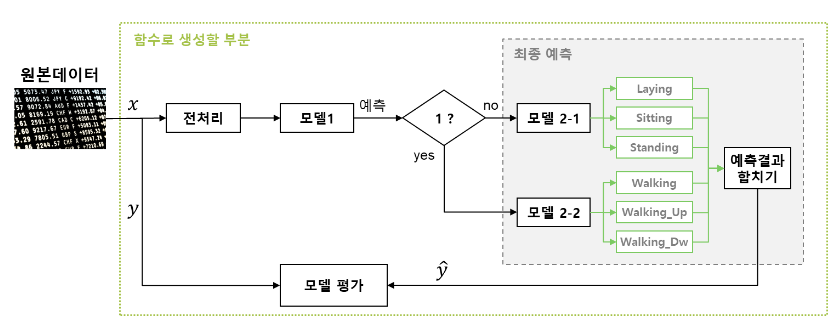 함수로 생성할 부분
최종 예측
원본데이터
x
전처리
모델1
예측
1 ?
no
yes
모델 2-1
Laying
Sitting
Standing
모델 2-2
Walking
Walking_Up
Walking_Dw
예측결과
합치기
y
모델 평가
ŷ